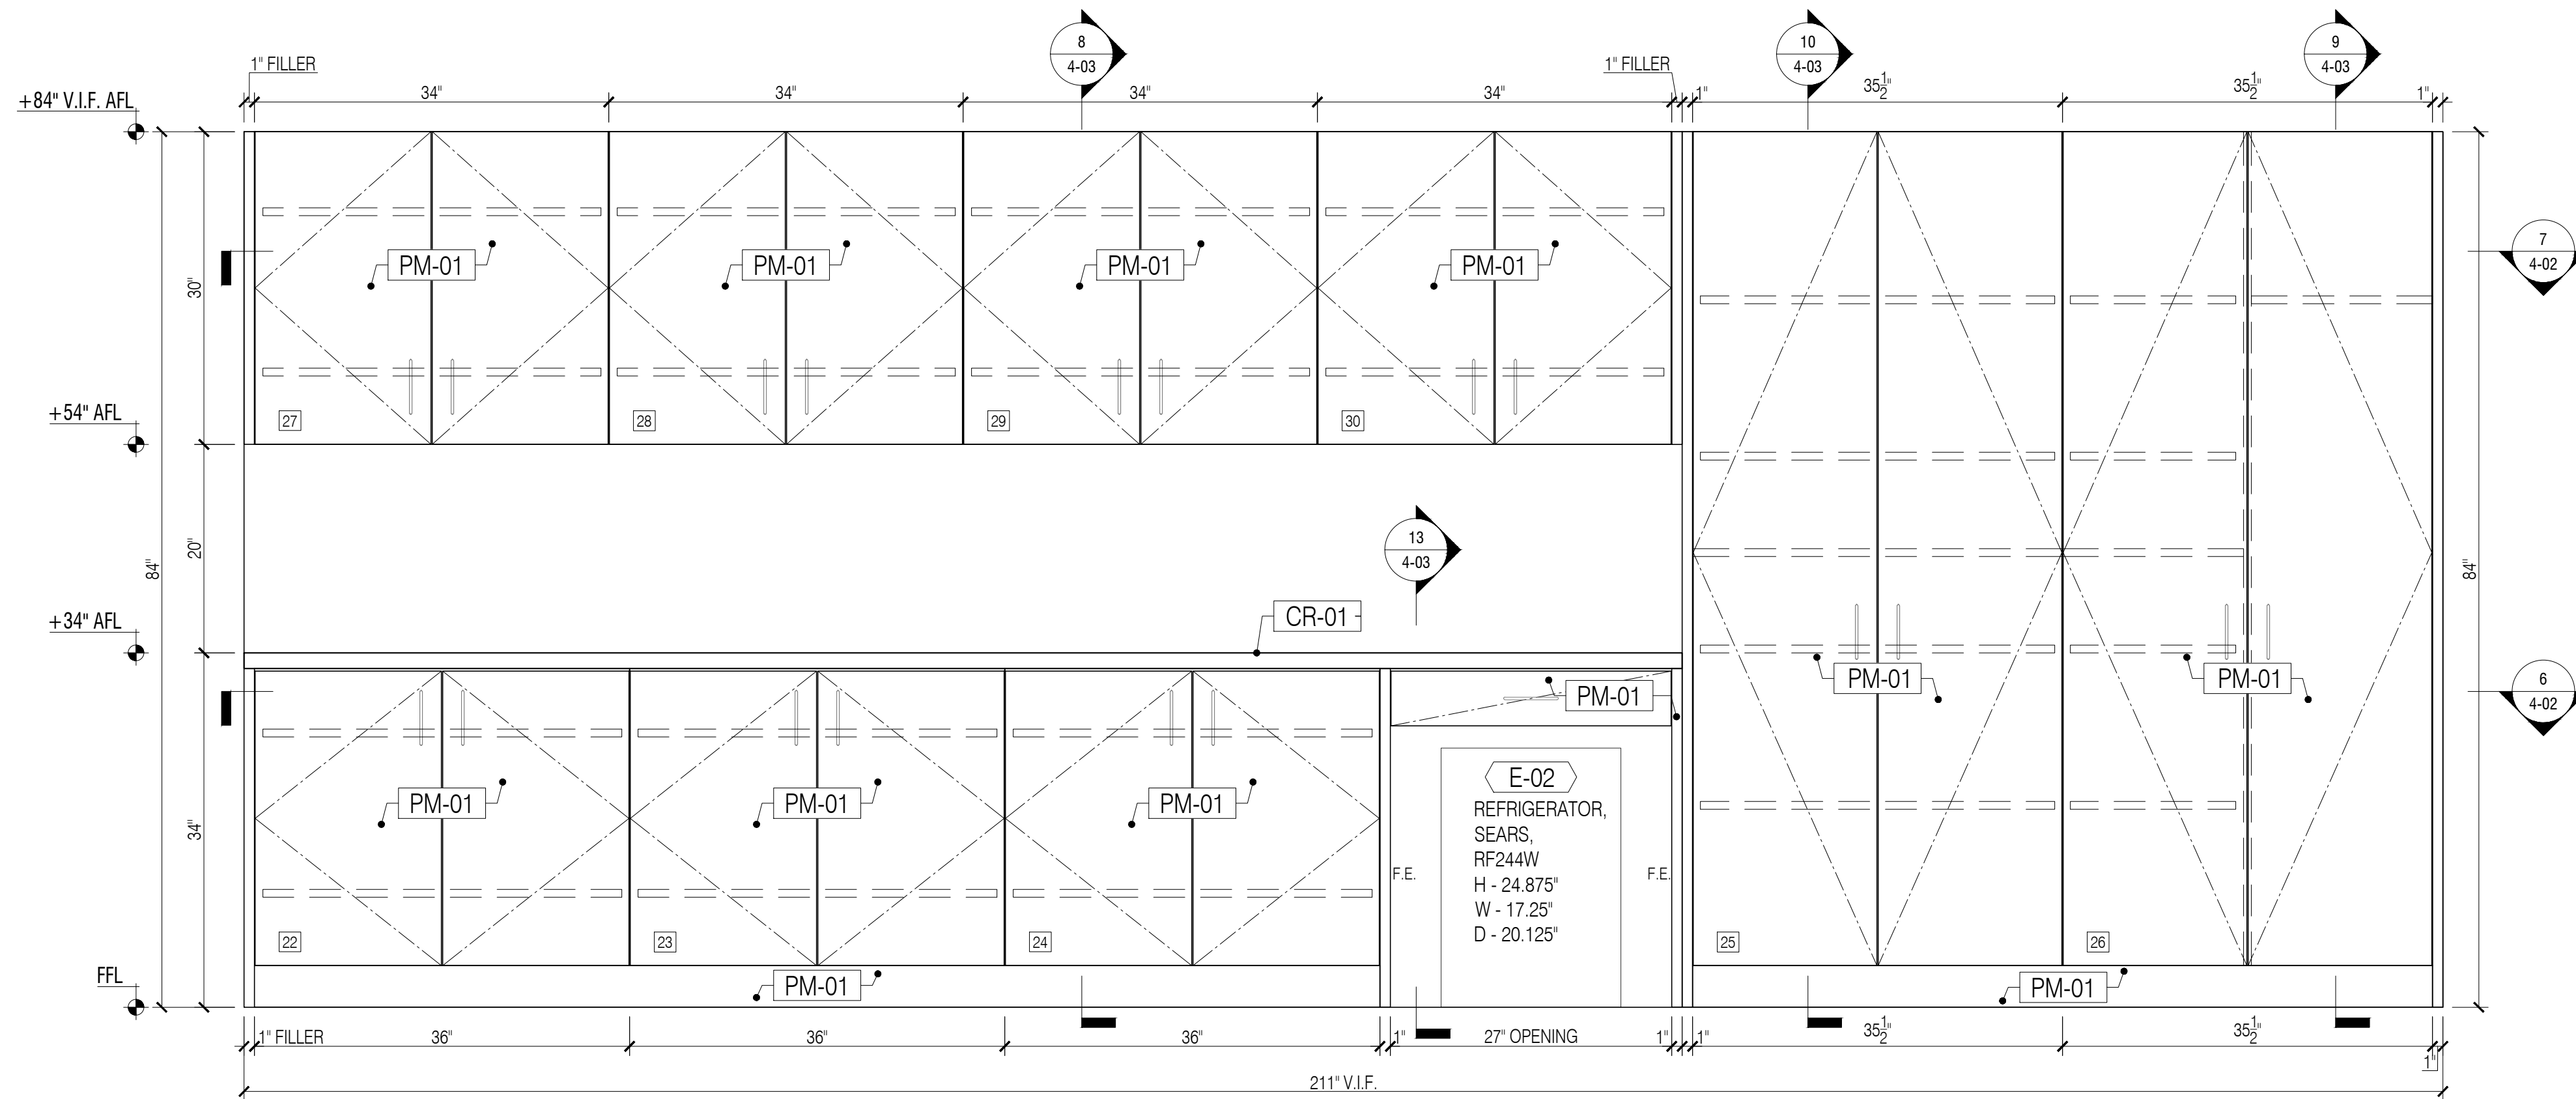 8
4-03
10
4-03
9
4-03
1" FILLER
1" FILLER
+84" V.I.F. AFL
34"
34"
34"
34"
1"
35 1/2"
35 1/2"
1"
7
4-02
PM-01
PM-01
PM-01
PM-01
30"
+54" AFL
27
28
29
30
84"
20"
13
4-03
84"
+34" AFL
CR-01
PM-01
PM-01
PM-01
6
4-02
E-02
REFRIGERATOR,
SEARS,
RF244W
H - 24.875"
W - 17.25"
D - 20.125"
PM-01
PM-01
PM-01
34"
F.E.
F.E.
22
23
24
25
26
FFL
PM-01
PM-01
1" FILLER
36"
36"
36"
1"
27" OPENING
1"
1"
35 1/2"
35 1/2"
1"
211" V.I.F.